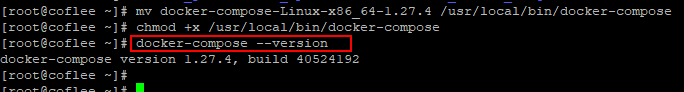 [root@coflee ~]# mv docker-compose-Linux-x86_64-1.27.4 /usr/local/bin/docker-compose
[root@coflee ~]# chmod +x /usr/local/bin/docker-compose
[root@coflee ~]# docker-compose --version
docker-compose version 1.27.4, build 40524192
[root@coflee ~]#
[root@coflee ~]#